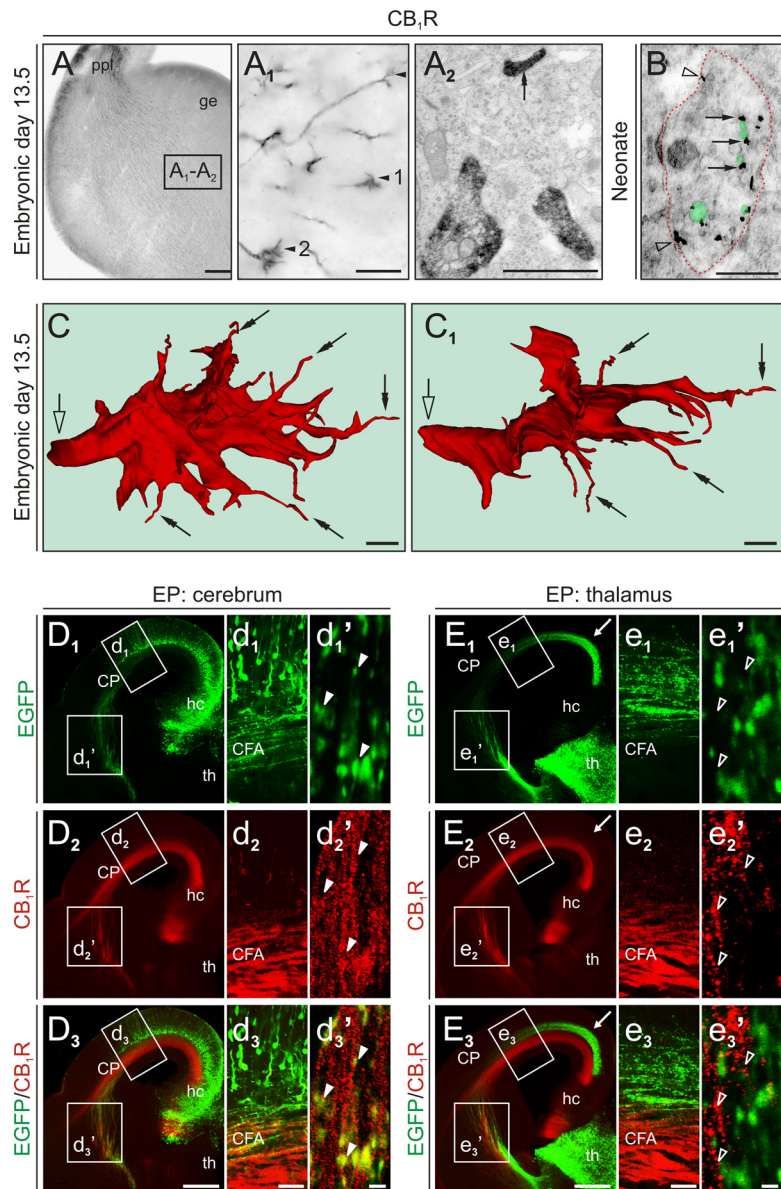 CB₁R
Embryonic day 13.5
A
ppl
ge
A₁-A₂
A₁
1
2
A₂
Neonate
B
Embryonic day 13.5
C
C₁
EP: cerebrum
EP: thalamus
EGFP
D₁
d₁
CP
hc
d₁'
th
d₁
CFA
d₁'
EGFP
E₁
e₁
CP
hc
e₁'
th
e₁
CFA
e₁'
CB₁R
D₂
d₂
CP
hc
d₂'
th
d₂
CFA
d₂'
CB₁R
E₂
e₂
CP
hc
e₂'
th
e₂
CFA
e₂'
EGFP/CB₁R
D₃
d₃
CP
hc
d₃'
th
d₃
CFA
d₃'
EGFP/CB₁R
E₃
e₃
CP
hc
e₃'
th
e₃
CFA
e₃'